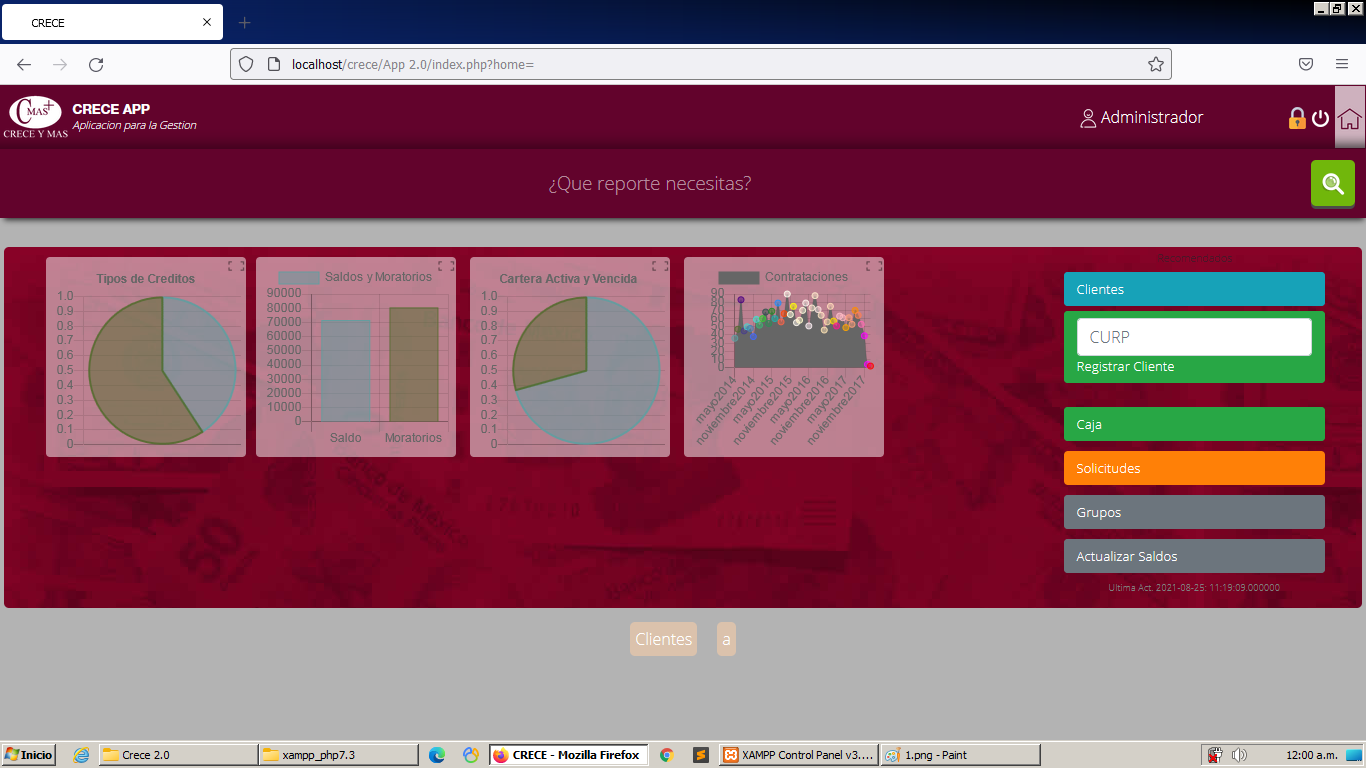 CRECE
localhost/crece/App 2.0/index.php?home=
C MAS+
CRECE Y MAS
CRECE APP
Aplicacion para la Gestion
Administrador
¿Que reporte necesitas?
Tipos de Creditos
1.0
0.9
0.8
0.7
0.6
0.5
0.4
0.3
0.2
0.1
0
Saldos y Moratorios
90000
80000
70000
60000
50000
40000
30000
20000
10000
0
Saldo Moratorios
Cartera Activa y Vencida
1.0
0.9
0.8
0.7
0.6
0.5
0.4
0.3
0.2
0.1
0
Contrataciones
90
80
70
60
50
40
30
20
10
0
mayo2014
noviembre2014
mayo2015
noviembre2015
mayo2016
noviembre2016
mayo2017
noviembre2017
Clientes
CURP
Registrar Cliente
Caja
Solicitudes
Grupos
Actualizar Saldos
Ultima Act. 2021-08-25: 11:19:09.000000
Clientes a
Inicio Crece 2.0 xampp_php7.3 CRECE - Mozilla Firefox XAMPP Control Panel v3.... 1.png - Paint 12:00 a.m.